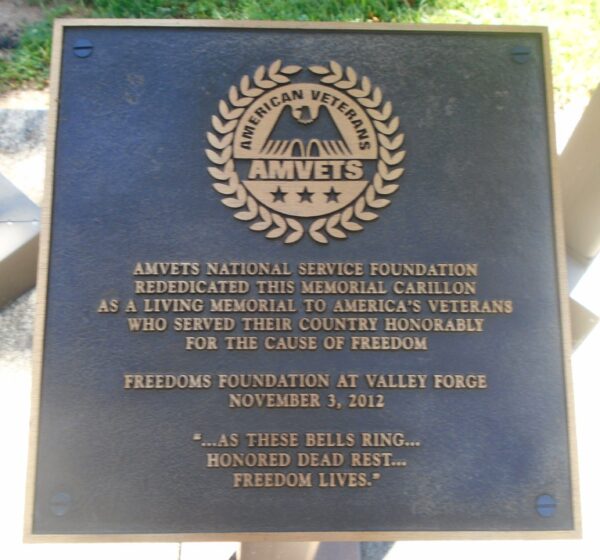 AMERICAN VETERANS
AMVETS
AMVETS NATIONAL SERVICE FOUNDATION
REDEDICATED THIS MEMORIAL CARILLON
AS A LIVING MEMORIAL TO AMERICA'S VETERANS
WHO SERVED THEIR COUNTRY HONORABLY
FOR THE CAUSE OF FREEDOM
FREEDOMS FOUNDATION AT VALLEY FORGE
NOVEMBER 3, 2012
"...AS THESE BELLS RING...
HONORED DEAD REST...
FREEDOM LIVES."